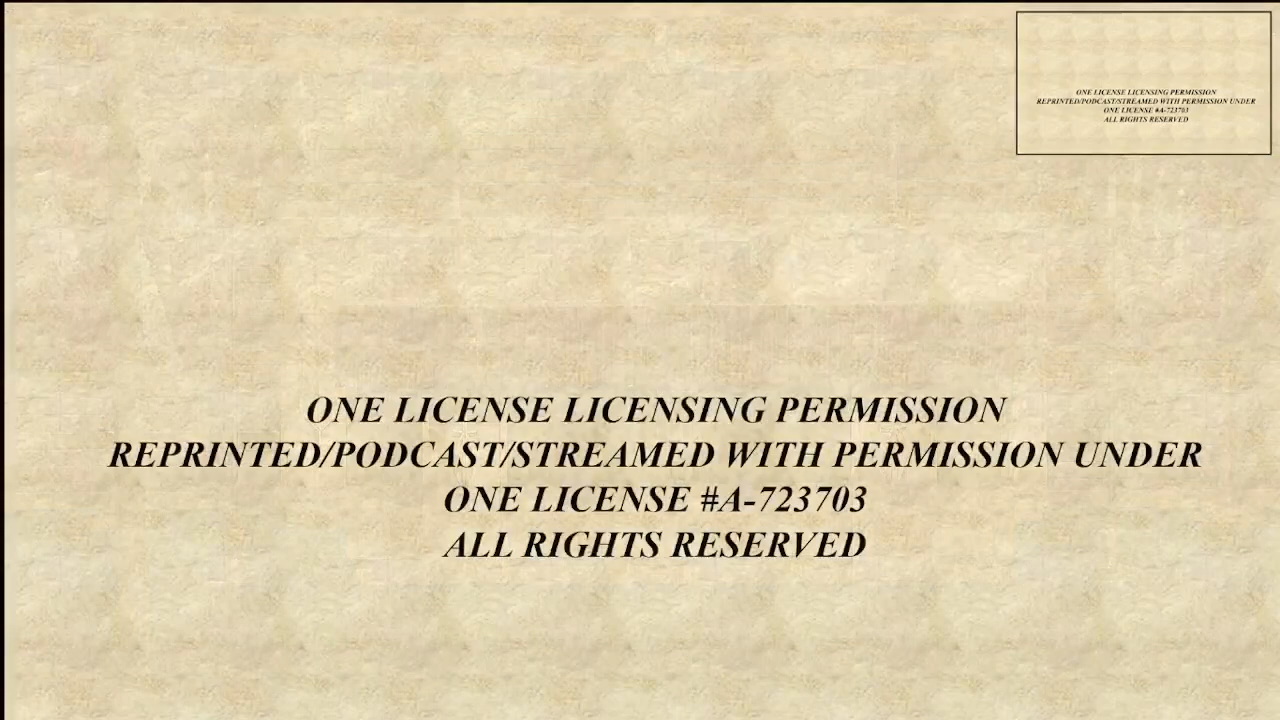 ONE LICENSE LICENSING PERMISSION
REPRINTED/PODCAST/STREAMED WITH PERMISSION UNDER
ONE LICENSE #A-723703
ALL RIGHTS RESERVED
ONE LICENSE LICENSING PERMISSION
REPRINTED/PODCAST/STREAMED WITH PERMISSION UNDER
ONE LICENSE #A-723703
ALL RIGHTS RESERVED